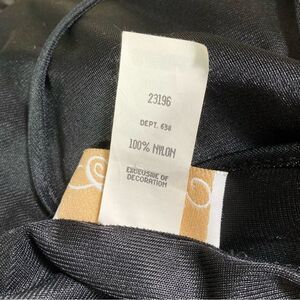 23196
DEPT. 638
100% NYLON
EXCLUSIVE OF
DECORATION